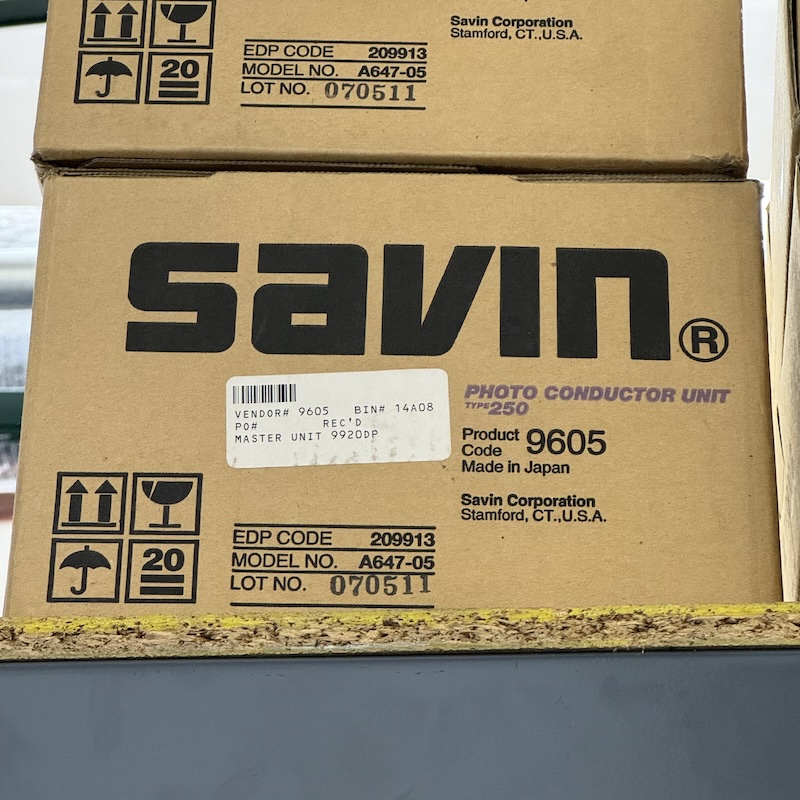 Savin Corporation
Stamford, CT.,U.S.A.
EDP CODE 209913
MODEL NO. A647-05
LOT NO. 070511
20
savin®
PHOTO CONDUCTOR UNIT
TYPE250
VENDOR# 9605 BIN# 14A08
PO# REC'D
MASTER UNIT 9920DP
Product Code 9605
Made in Japan
Savin Corporation
Stamford, CT.,U.S.A.
EDP CODE 209913
MODEL NO. A647-05
LOT NO. 070511
20